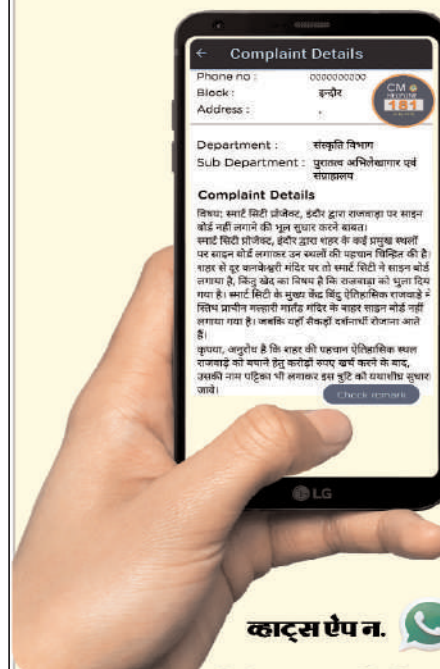 ← Complaint Details
Phone no : 0000000000
Block : इन्दौर
Address : .
CM
HELPLINE
181
Department : संस्कृति विभाग
Sub Department : पुरातत्व अभिलेखागार एवं
संग्रहालय
Complaint Details
विषय: स्मार्ट सिटी प्रोजेक्ट, इंदौर द्वारा राजवाड़ा पर साइन
बोर्ड नहीं लगाने की भूल सुधार करने बाबत।
स्मार्ट सिटी प्रोजेक्ट, इंदौर द्वारा शहर के कई प्रमुख स्थलों
पर साइन बोर्ड लगाकर उन स्थलों की पहचान चिन्हित की है।
शहर से दूर कनकेश्वरी मंदिर पर तो स्मार्ट सिटी ने साइन बोर्ड
लगाया है, किंतु खेद का विषय है कि राजवाड़ा को भुला दिय
गया है। स्मार्ट सिटी के मुख्य केंद्र बिंदु ऐतिहासिक राजवाड़े में
स्तिथ प्राचीन मल्हारी मार्तंड मंदिर के बाहर साइन बोर्ड नहीं
लगाया गया है। जबकि यहाँ सैकड़ों दर्शनार्थी रोजाना आते
हैं।
कृपया, अनुरोध है कि शहर की पहचान ऐतिहासिक स्थल
राजवाड़े को बचाने हेतु करोड़ों रुपए खर्च करने के बाद,
उसकी नाम पट्टिका भी लगाकर इस त्रुटि को यथाशीघ्र सुधार
जावे।
Check remark
LG
व्हाट्स ऐप न.